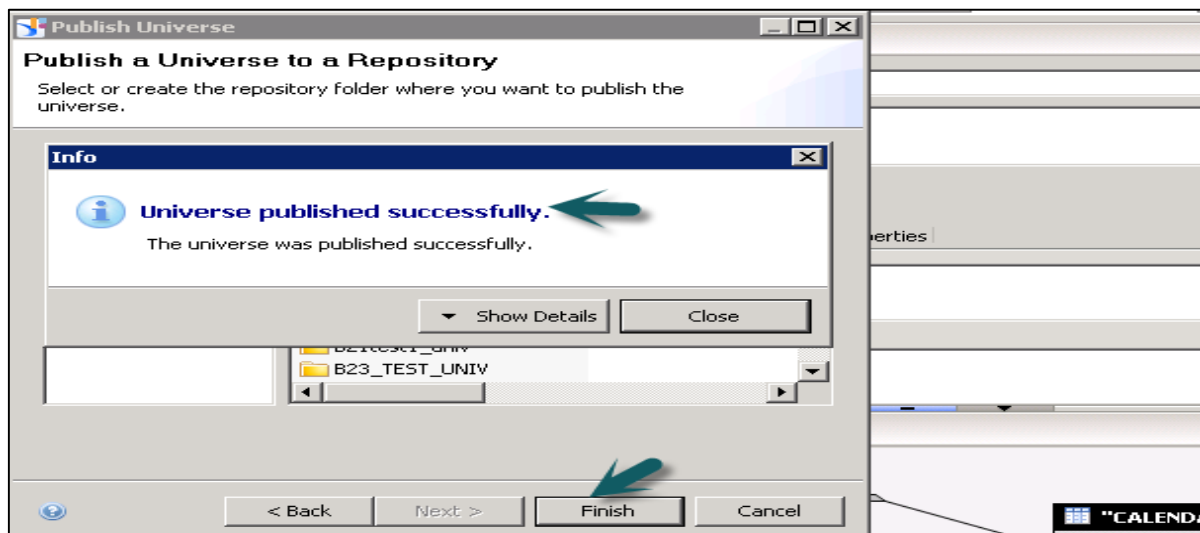 Publish Universe
Publish a Universe to a Repository
Select or create the repository folder where you want to publish the
universe.
Info
Universe published successfully.
The universe was published successfully.
erties
Show Details
Close
B23_TEST_UNIV
< Back
Next >
Finish
Cancel
"CALENDA